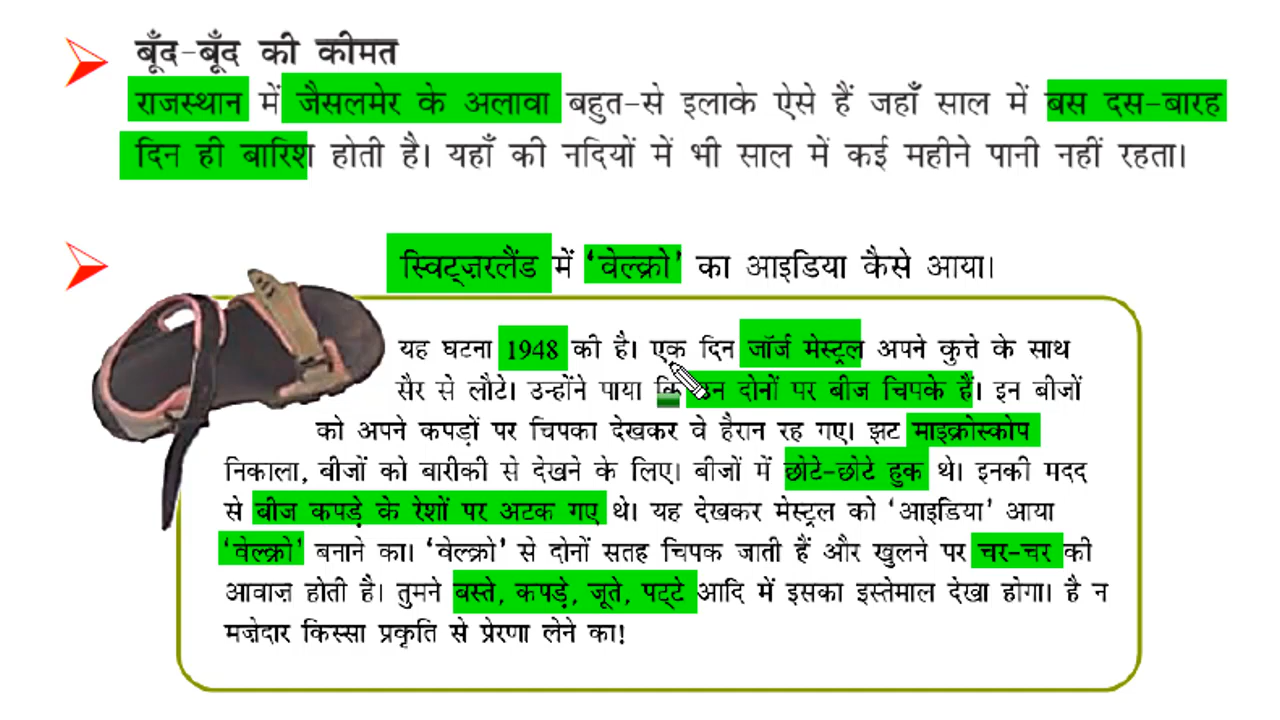 बूँद-बूँद की कीमत
राजस्थान में जैसलमेर के अलावा बहुत-से इलाके ऐसे हैं जहाँ साल में बस दस-बारह
दिन ही बारिश होती है। यहाँ की नदियों में भी साल में कई महीने पानी नहीं रहता।
स्विट्ज़रलैंड में ‘वेल्क्रो’ का आइडिया कैसे आया।
यह घटना 1948 की है। एक दिन जॉर्ज मेस्ट्रल अपने कुत्ते के साथ
सैर से लौटे। उन्होंने पाया कि उन दोनों पर बीज चिपके हैं। इन बीजों
को अपने कपड़ों पर चिपका देखकर वे हैरान रह गए। झट माइक्रोस्कोप
निकाला, बीजों को बारीकी से देखने के लिए। बीजों में छोटे-छोटे हुक थे। इनकी मदद
से बीज कपड़े के रेशों पर अटक गए थे। यह देखकर मेस्ट्रल को ‘आइडिया’ आया
‘वेल्क्रो’ बनाने का। ‘वेल्क्रो’ से दोनों सतह चिपक जाती हैं और खुलने पर चर-चर की
आवाज़ होती है। तुमने बस्ते, कपड़े, जूते, पट्टे आदि में इसका इस्तेमाल देखा होगा। है न
मज़ेदार किस्सा प्रकृति से प्रेरणा लेने का!